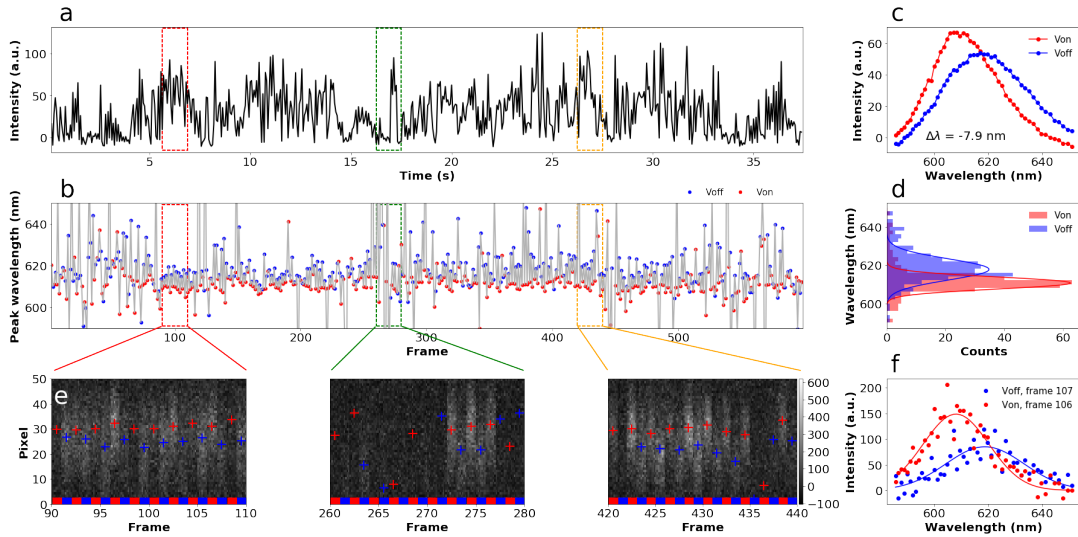 a
Intensity (a.u.)
100
50
0
5
10
15
20
25
30
35
Time (s)
c
Intensity (a.u.)
60
40
20
0
Von
Voff
Δλ = -7.9 nm
600
620
640
Wavelength (nm)
b
Voff
Von
Peak wavelength (nm)
640
620
600
100
200
300
400
500
Frame
d
Wavelength (nm)
640
620
600
Von
Voff
0
20
40
60
Counts
e
Pixel
50
40
30
20
10
0
90
95
100
105
110
Frame
260
265
270
275
280
Frame
420
425
430
435
440
Frame
600
500
400
300
200
100
0
−100
f
Intensity (a.u.)
200
150
100
50
0
Voff, frame 107
Von, frame 106
600
620
640
Wavelength (nm)